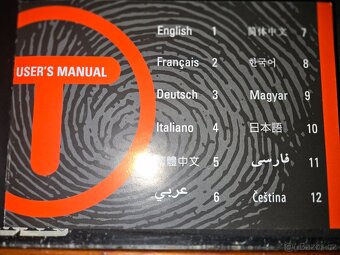 English 1
简体中文 7
Français 2
한국어 8
USER'S MANUAL
Deutsch 3
Magyar 9
Italiano 4
日本語 10
繁體中文 5
فارسی 11
عربي 6
Čeština 12